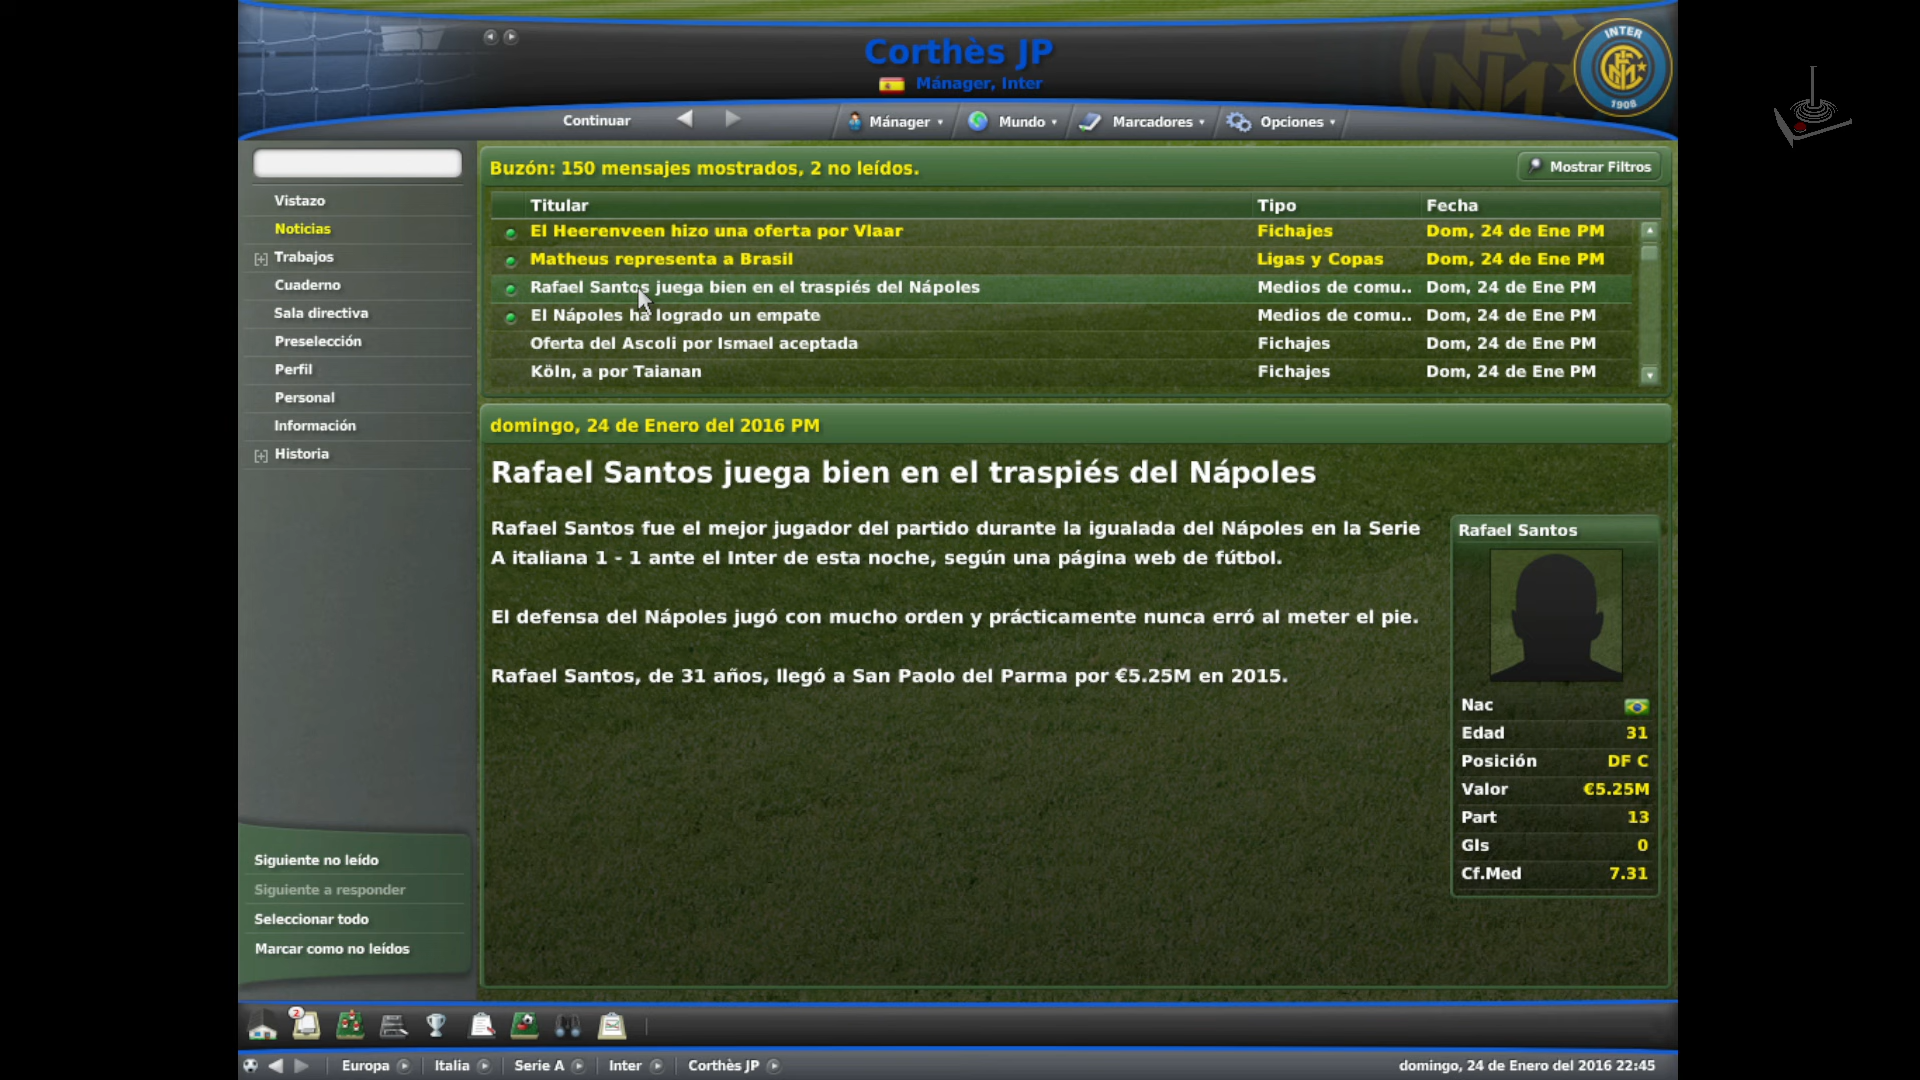 Corthès JP
Mánager, Inter
INTER
1908
Continuar
Mánager
Mundo
Marcadores
Opciones
Vistazo
Noticias
Trabajos
Cuaderno
Sala directiva
Preselección
Perfil
Personal
Información
Historia
Buzón: 150 mensajes mostrados, 2 no leídos.
Mostrar Filtros
Titular Tipo Fecha
El Heerenveen hizo una oferta por Vlaar Fichajes Dom, 24 de Ene PM
Matheus representa a Brasil Ligas y Copas Dom, 24 de Ene PM
Rafael Santos juega bien en el traspiés del Nápoles Medios de comu.. Dom, 24 de Ene PM
El Nápoles ha logrado un empate Medios de comu.. Dom, 24 de Ene PM
Oferta del Ascoli por Ismael aceptada Fichajes Dom, 24 de Ene PM
Köln, a por Taianan Fichajes Dom, 24 de Ene PM
domingo, 24 de Enero del 2016 PM
Rafael Santos juega bien en el traspiés del Nápoles
Rafael Santos fue el mejor jugador del partido durante la igualada del Nápoles en la Serie
A italiana 1 - 1 ante el Inter de esta noche, según una página web de fútbol.
El defensa del Nápoles jugó con mucho orden y prácticamente nunca erró al meter el pie.
Rafael Santos, de 31 años, llegó a San Paolo del Parma por €5.25M en 2015.
Rafael Santos
Nac
Edad 31
Posición DF C
Valor €5.25M
Part 13
Gls 0
Cf.Med 7.31
Siguiente no leído
Siguiente a responder
Seleccionar todo
Marcar como no leídos
2
Europa
Italia
Serie A
Inter
Corthès JP
domingo, 24 de Enero del 2016 22:45